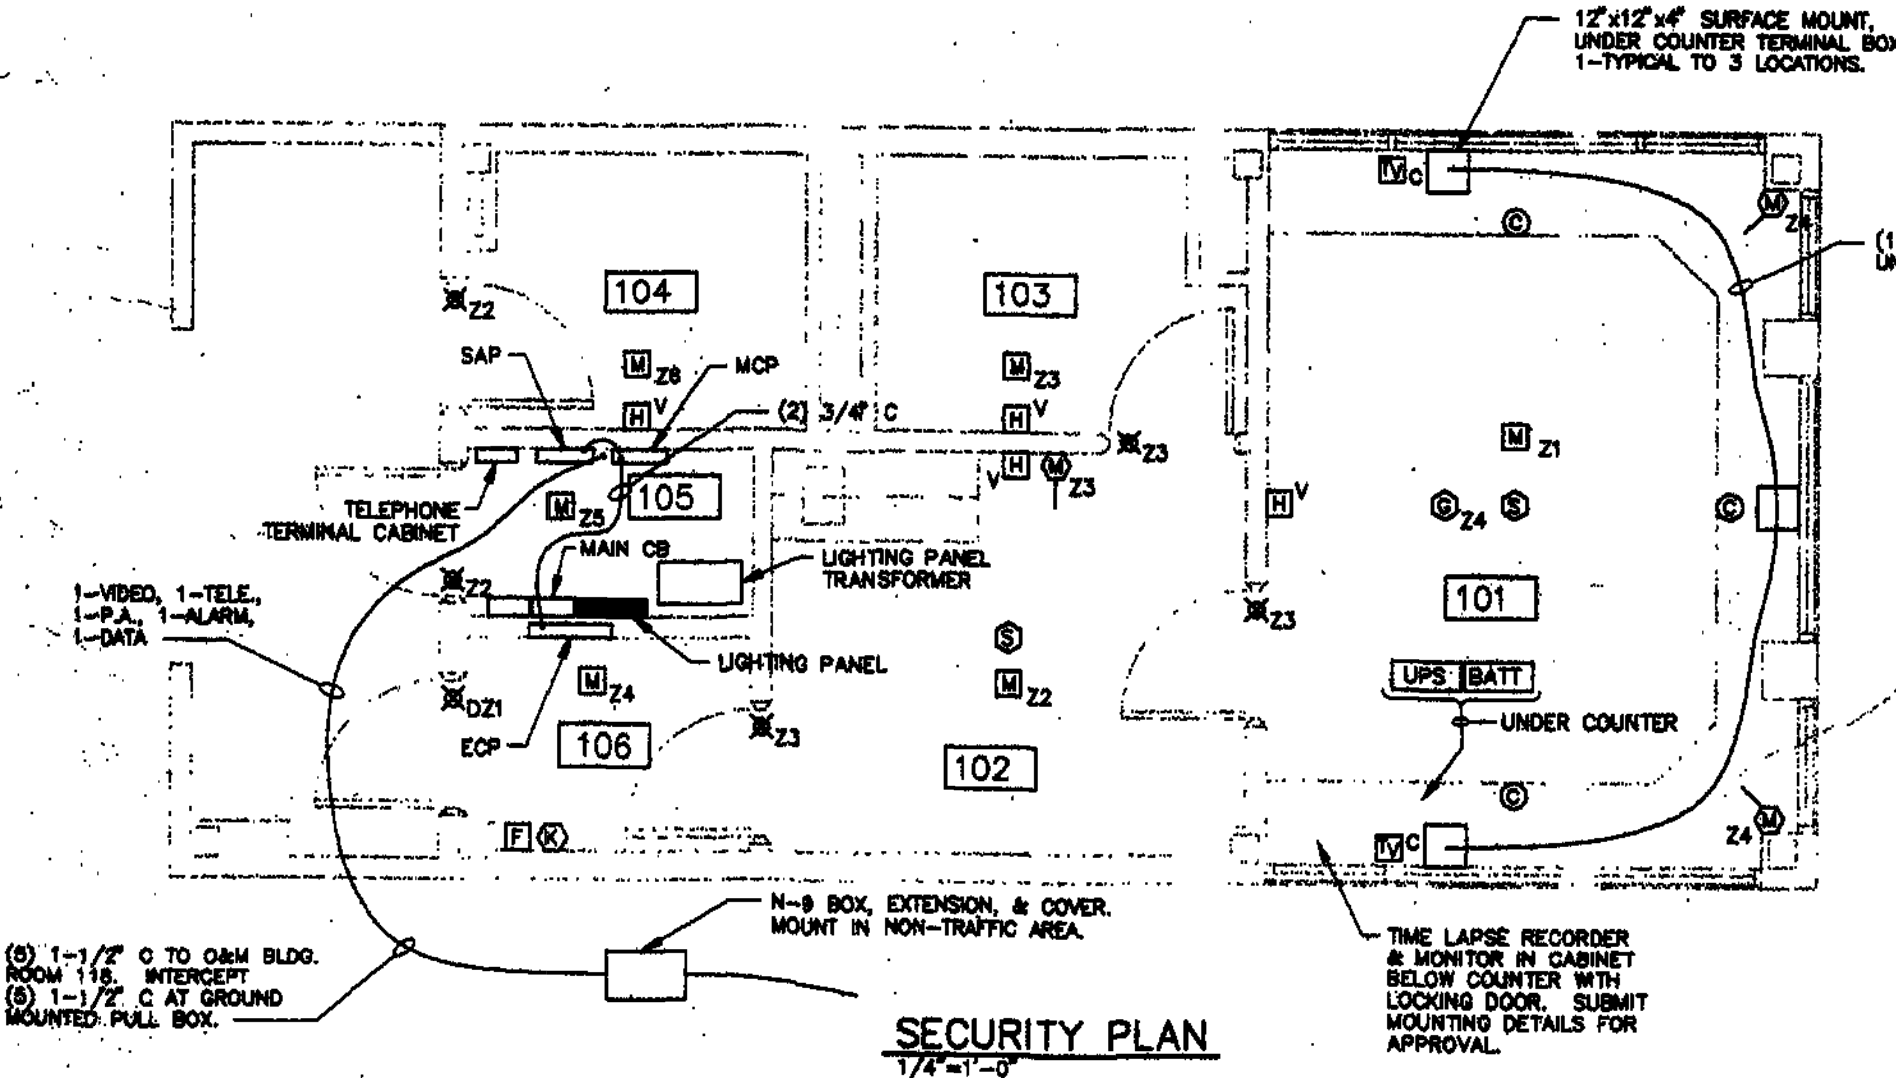 12"x12"x4" SURFACE MOUNT,
UNDER COUNTER TERMINAL BOX
1-TYPICAL TO 3 LOCATIONS.
TV C
M
Z4
C
(1
104
103
Z2
SAP
M Z6
MCP
M Z3
H V
(2) 3/4" C
H V
Z3
M Z1
H V
M Z3
TELEPHONE
TERMINAL CABINET
105
M Z5
H V
G Z4
S
C
MAIN CB
LIGHTING PANEL
TRANSFORMER
Z2
101
Z3
1-VIDEO, 1-TELE.,
1-P.A., 1-ALARM,
1-DATA
S
LIGHTING PANEL
M Z4
M Z2
UPS BATT
DZ1
UNDER COUNTER
Z3
ECP
106
102
C
F K
TV C
M
Z4
N-9 BOX, EXTENSION, & COVER.
MOUNT IN NON-TRAFFIC AREA.
(5) 1-1/2" C TO O&M BLDG.
ROOM 118. INTERCEPT
(5) 1-1/2" C AT GROUND
MOUNTED PULL BOX.
TIME LAPSE RECORDER
& MONITOR IN CABINET
BELOW COUNTER WITH
LOCKING DOOR. SUBMIT
MOUNTING DETAILS FOR
APPROVAL.
SECURITY PLAN
1/4"=1'-0"